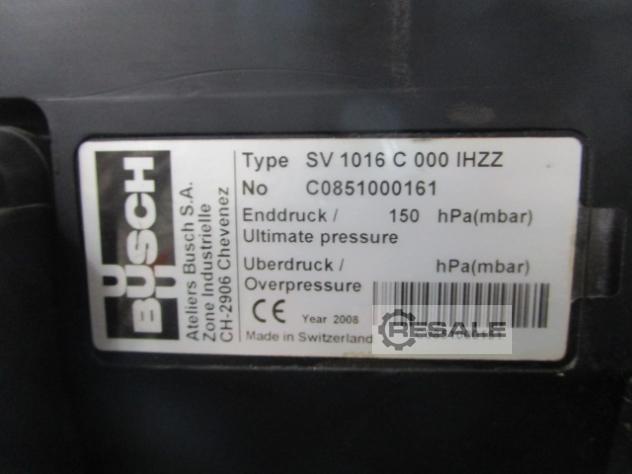 BUSCH
Ateliers Busch S.A.
Zone Industrielle
CH-2906 Chevenez
Type SV 1016 C 000 IHZZ
No C0851000161
Enddruck / 150 hPa(mbar)
Ultimate pressure
Uberdruck / hPa(mbar)
Overpressure
CE Year 2008
Made in Switzerland
RESALE